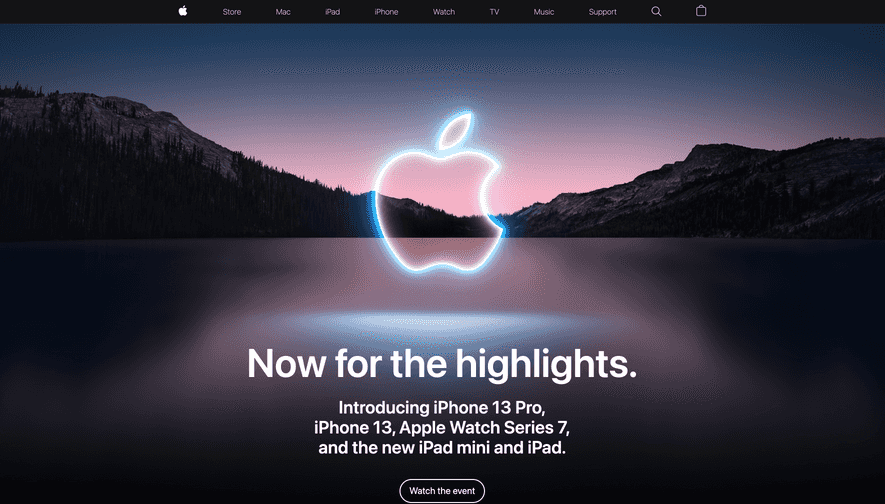 Store Mac iPad iPhone Watch TV Music Support
Now for the highlights.
Introducing iPhone 13 Pro,
iPhone 13, Apple Watch Series 7,
and the new iPad mini and iPad.
Watch the event